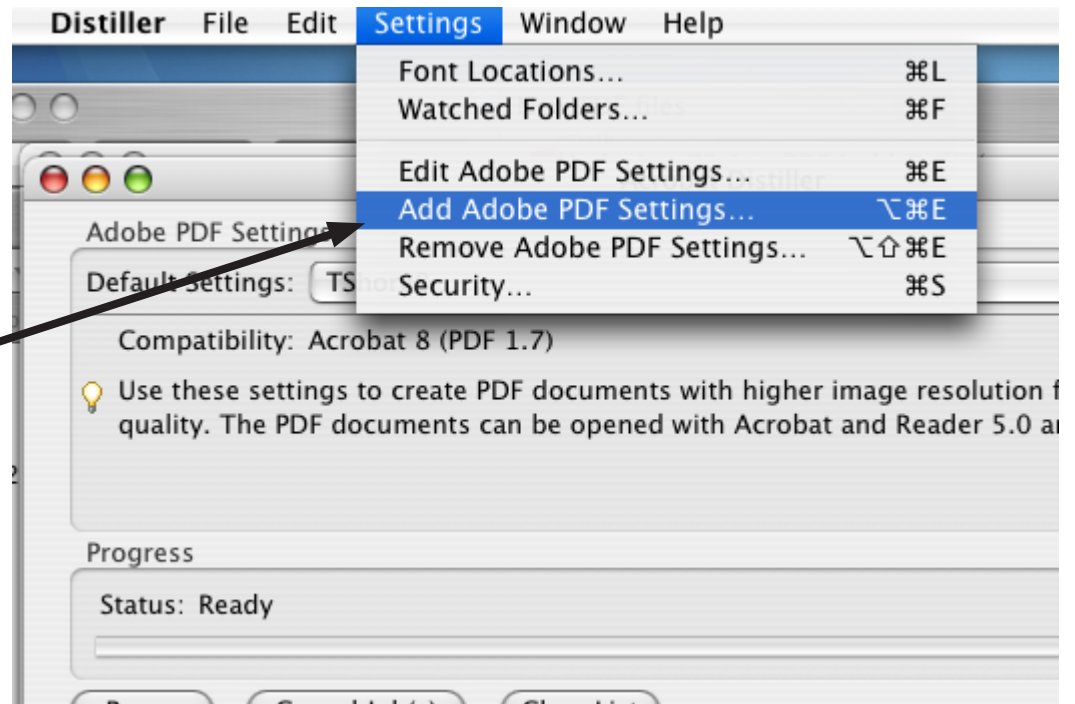 Distiller File Edit Settings Window Help
Font Locations... ⌘L
Watched Folders... ⌘F
Edit Adobe PDF Settings... ⌘E
Add Adobe PDF Settings... ⌥⌘E
Remove Adobe PDF Settings... ⌥⇧⌘E
Security... ⌘S
Adobe PDF Settings
Default Settings:
Compatibility: Acrobat 8 (PDF 1.7)
Use these settings to create PDF documents with higher image resolution f
quality. The PDF documents can be opened with Acrobat and Reader 5.0 a
Progress
Status: Ready